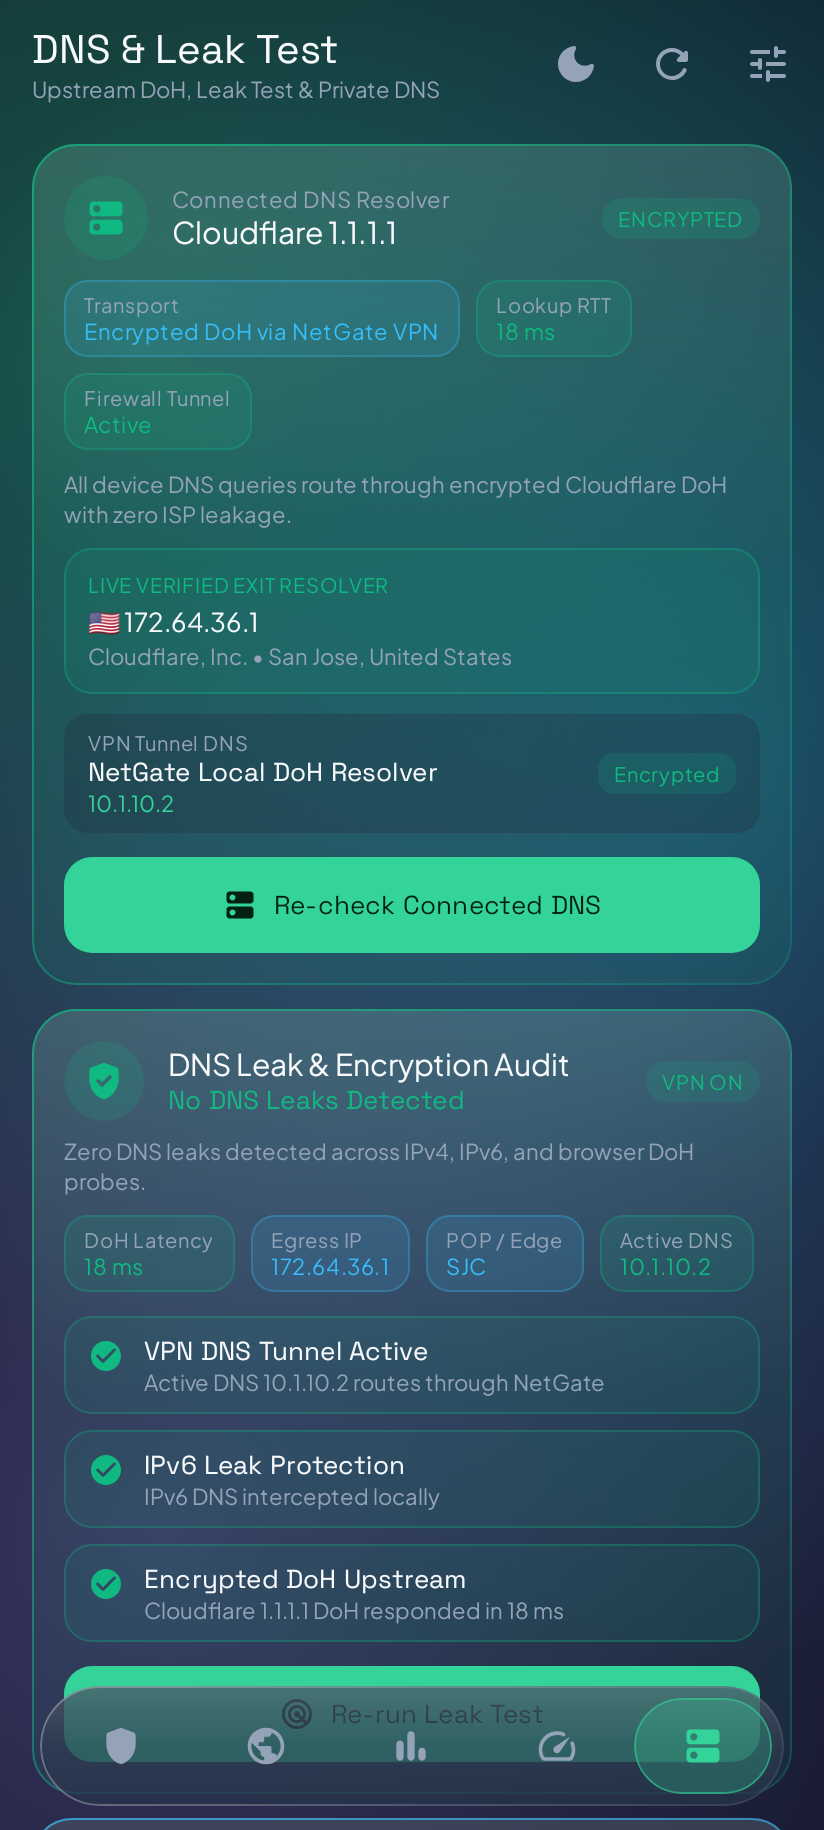 DNS & Leak Test
Upstream DoH, Leak Test & Private DNS
Connected DNS Resolver
Cloudflare 1.1.1.1
ENCRYPTED
Transport
Encrypted DoH via NetGate VPN
Lookup RTT
18 ms
Firewall Tunnel
Active
All device DNS queries route through encrypted Cloudflare DoH
with zero ISP leakage.
LIVE VERIFIED EXIT RESOLVER
🇺🇸 172.64.36.1
Cloudflare, Inc. • San Jose, United States
VPN Tunnel DNS
NetGate Local DoH Resolver
10.1.10.2
Encrypted
Re-check Connected DNS
DNS Leak & Encryption Audit
No DNS Leaks Detected
VPN ON
Zero DNS leaks detected across IPv4, IPv6, and browser DoH
probes.
DoH Latency
18 ms
Egress IP
172.64.36.1
POP / Edge
SJC
Active DNS
10.1.10.2
VPN DNS Tunnel Active
Active DNS 10.1.10.2 routes through NetGate
IPv6 Leak Protection
IPv6 DNS intercepted locally
Encrypted DoH Upstream
Cloudflare 1.1.1.1 DoH responded in 18 ms
Re-run Leak Test